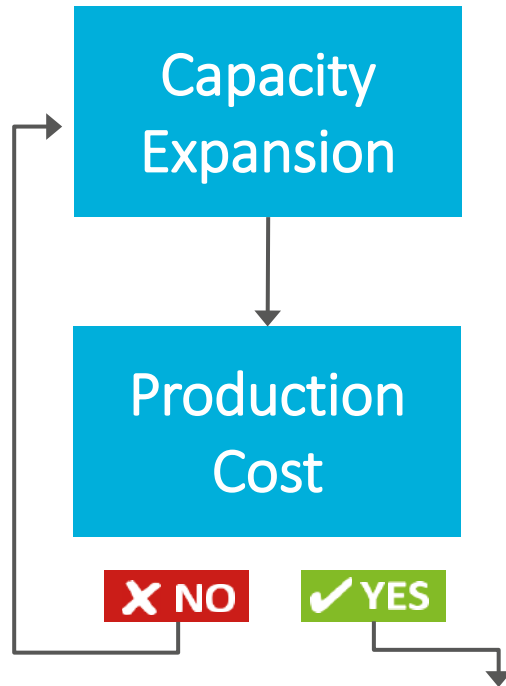 Capacity
Expansion
Production
Cost
NO
YES